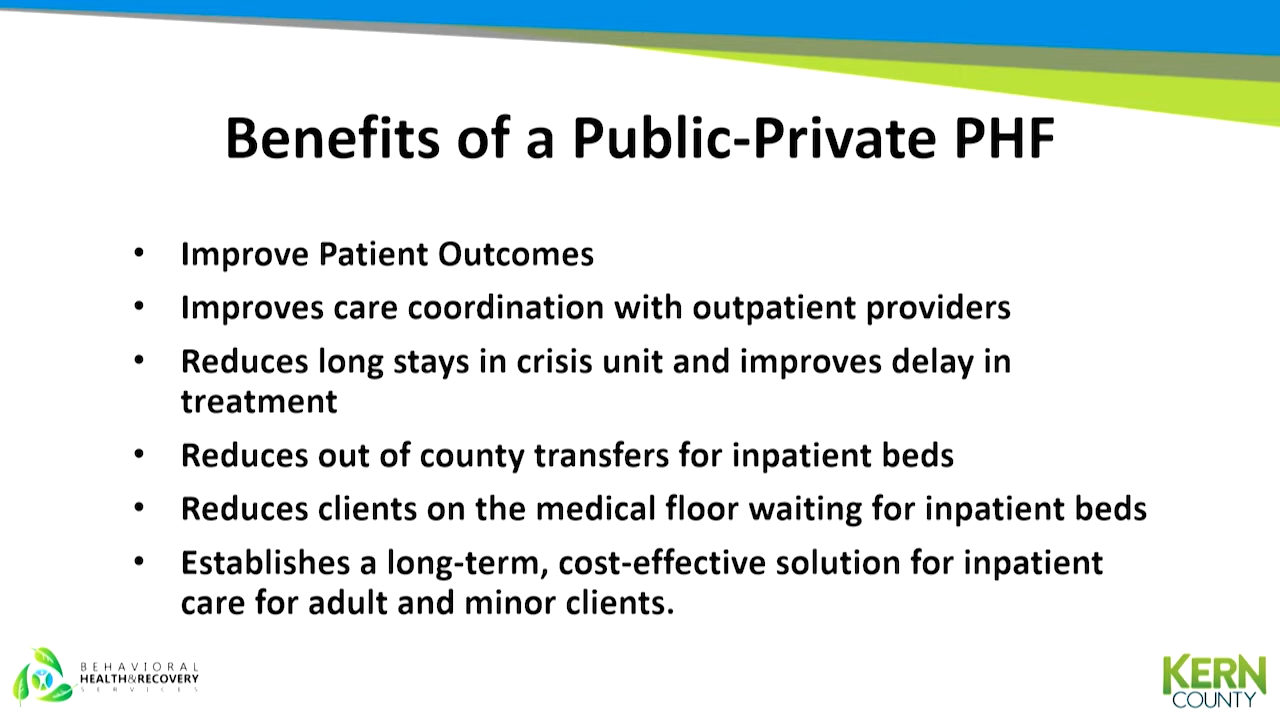 Benefits of a Public-Private PHF
• Improve Patient Outcomes
• Improves care coordination with outpatient providers
• Reduces long stays in crisis unit and improves delay in
treatment
• Reduces out of county transfers for inpatient beds
• Reduces clients on the medical floor waiting for inpatient beds
• Establishes a long-term, cost-effective solution for inpatient
care for adult and minor clients.
BEHAVIORAL
HEALTH&RECOVERY
SERVICES
KERN
COUNTY